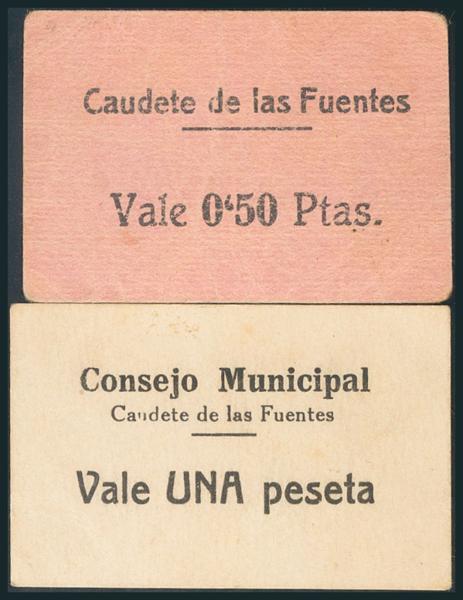 Caudete de las Fuentes
Vale 0'50 Ptas.
Consejo Municipal
Caudete de las Fuentes
Vale UNA peseta